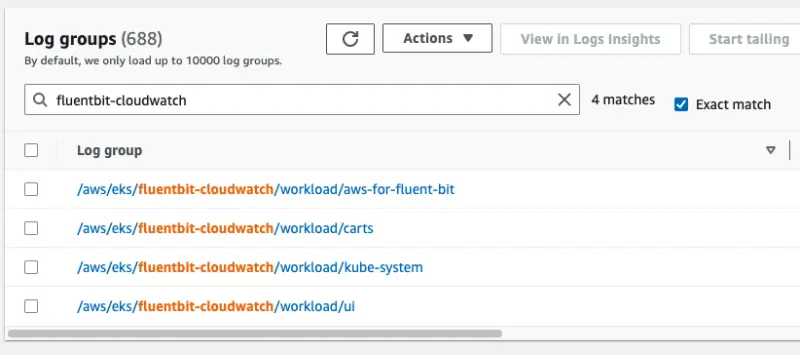 Log groups (688)
By default, we only load up to 10000 log groups.
Actions
View in Logs Insights
Start tailing
fluentbit-cloudwatch
4 matches
Exact match
Log group
/aws/eks/fluentbit-cloudwatch/workload/aws-for-fluent-bit
/aws/eks/fluentbit-cloudwatch/workload/carts
/aws/eks/fluentbit-cloudwatch/workload/kube-system
/aws/eks/fluentbit-cloudwatch/workload/ui